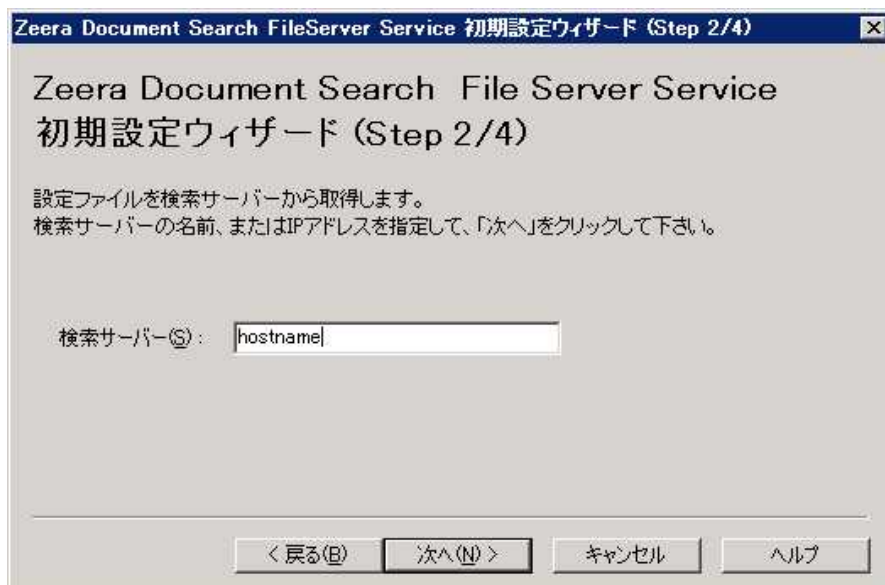 Zeera Document Search FileServer Service 初期設定ウィザード (Step 2/4)
Zeera Document Search File Server Service
初期設定ウィザード (Step 2/4)
設定ファイルを検索サーバーから取得します。
検索サーバーの名前、またはIPアドレスを指定して、「次へ」をクリックして下さい。
検索サーバー(S): hostname
< 戻る(B) 次へ(N) > キャンセル ヘルプ